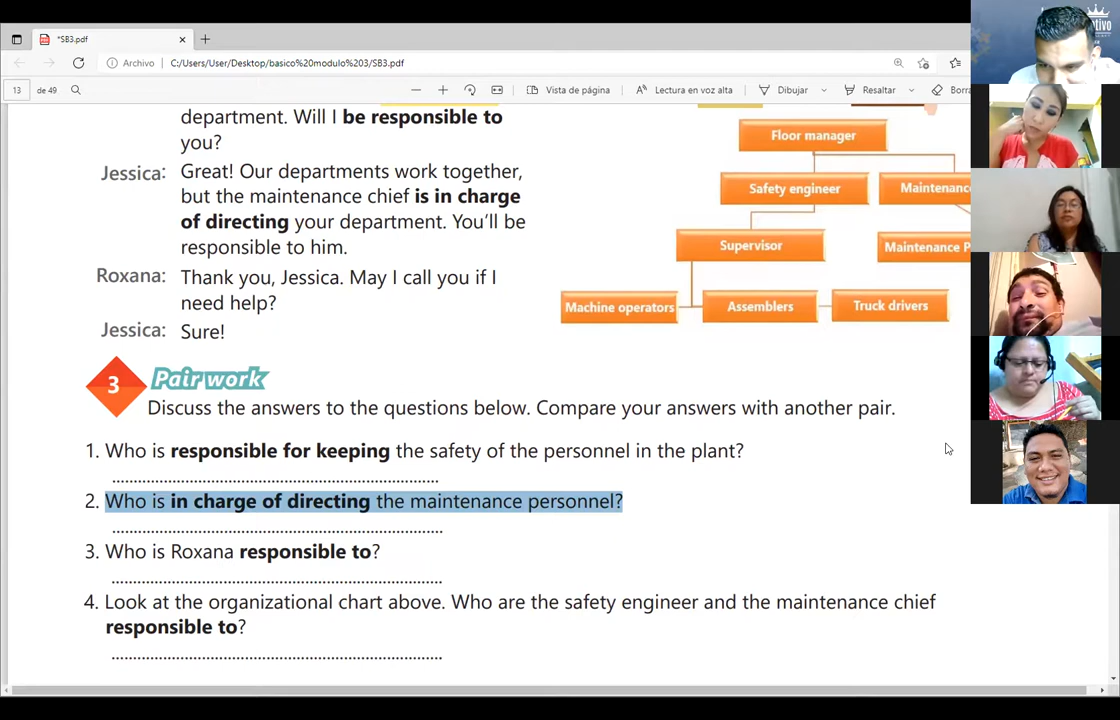 *SB3.pdf
Archivo C:/Users/User/Desktop/basico%20modulo%203/SB3.pdf
13 de 49 Vista de página Lectura en voz alta Dibujar Resaltar Borra
department. Will I be responsible to
you?
Jessica: Great! Our departments work together,
but the maintenance chief is in charge
of directing your department. You'll be
responsible to him.
Roxana: Thank you, Jessica. May I call you if I
need help?
Jessica: Sure!
Floor manager
Safety engineer
Maintenance
Supervisor
Maintenance P
Machine operators
Assemblers
Truck drivers
3 Pair work
Discuss the answers to the questions below. Compare your answers with another pair.
1. Who is responsible for keeping the safety of the personnel in the plant?
2. Who is in charge of directing the maintenance personnel?
3. Who is Roxana responsible to?
4. Look at the organizational chart above. Who are the safety engineer and the maintenance chief
responsible to?